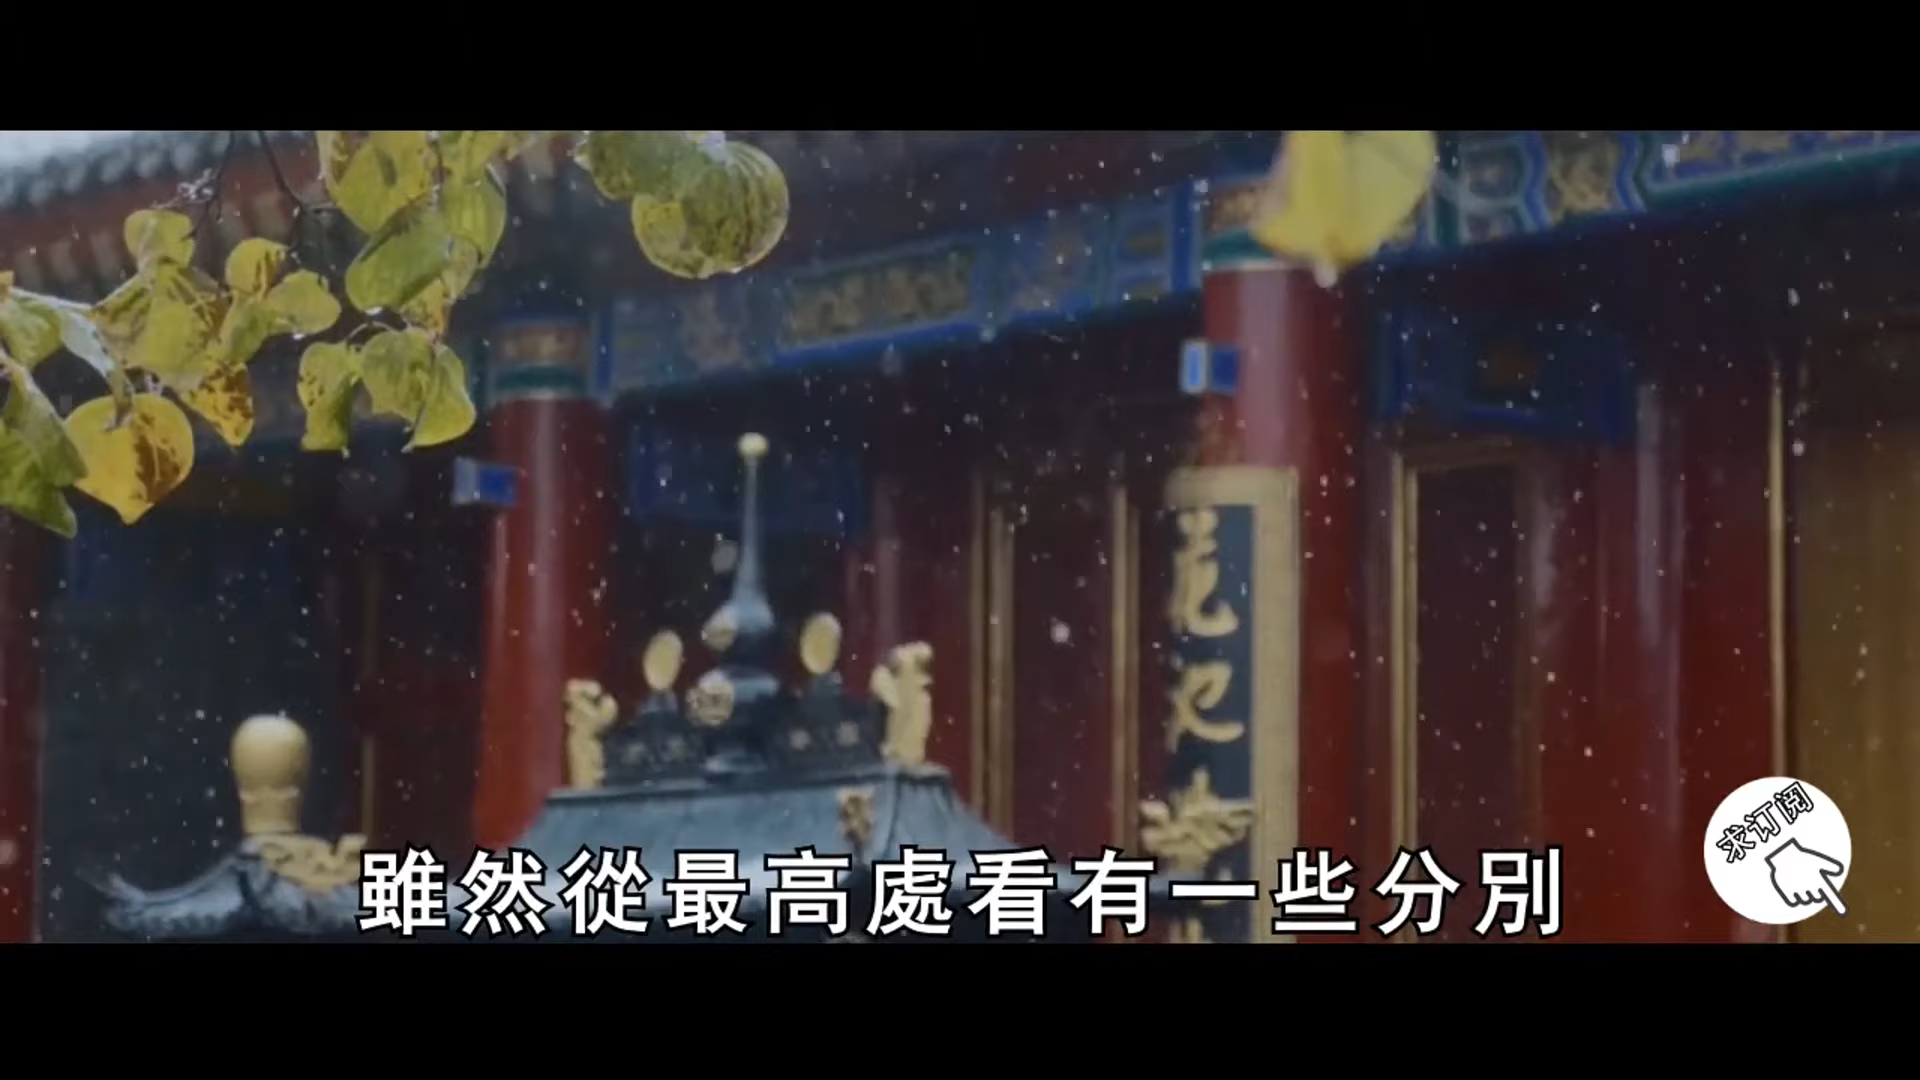 雖然從最高處看有一些分別
求订阅